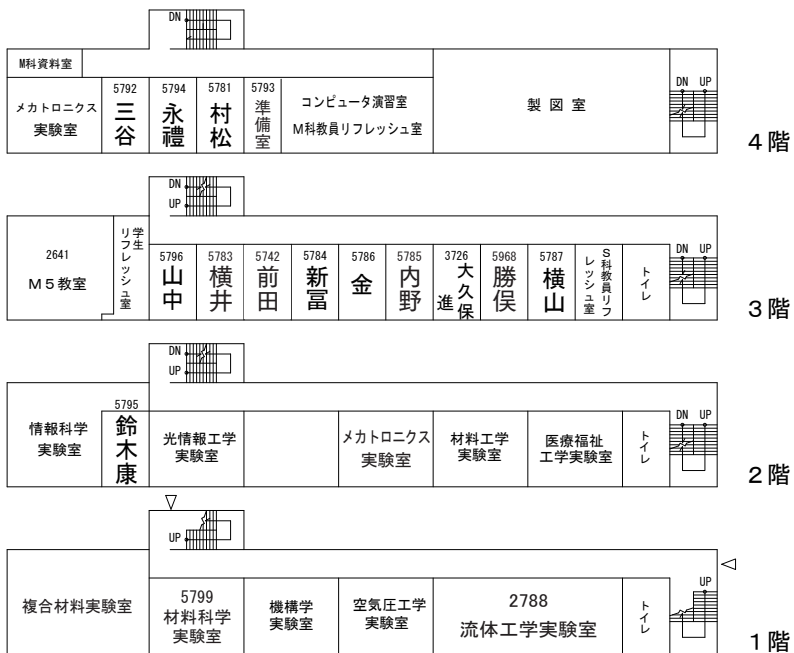 DN
M科資料室
メカトロニクス
実験室
5792
三谷
5794
永禮
5781
村松
5793
準備室
コンピュータ演習室
M科教員リフレッシュ室
製図室
DN UP
4階
DN
UP
2641
M5教室
学生
リフレッシュ室
5796
山中
5783
横井
5742
前田
5784
新冨
5786
金
5785
内野
3726
大久保
進
5968
勝俣
5787
横山
S科教員リフ
レッシュ室
トイレ
DN UP
3階
DN
UP
情報科学
実験室
5795
鈴木康
光情報工学
実験室
メカトロニクス
実験室
材料工学
実験室
医療福祉
工学実験室
トイレ
DN UP
2階
UP
複合材料実験室
5799
材料科学
実験室
機構学
実験室
空気圧工学
実験室
2788
流体工学実験室
トイレ
UP
1階